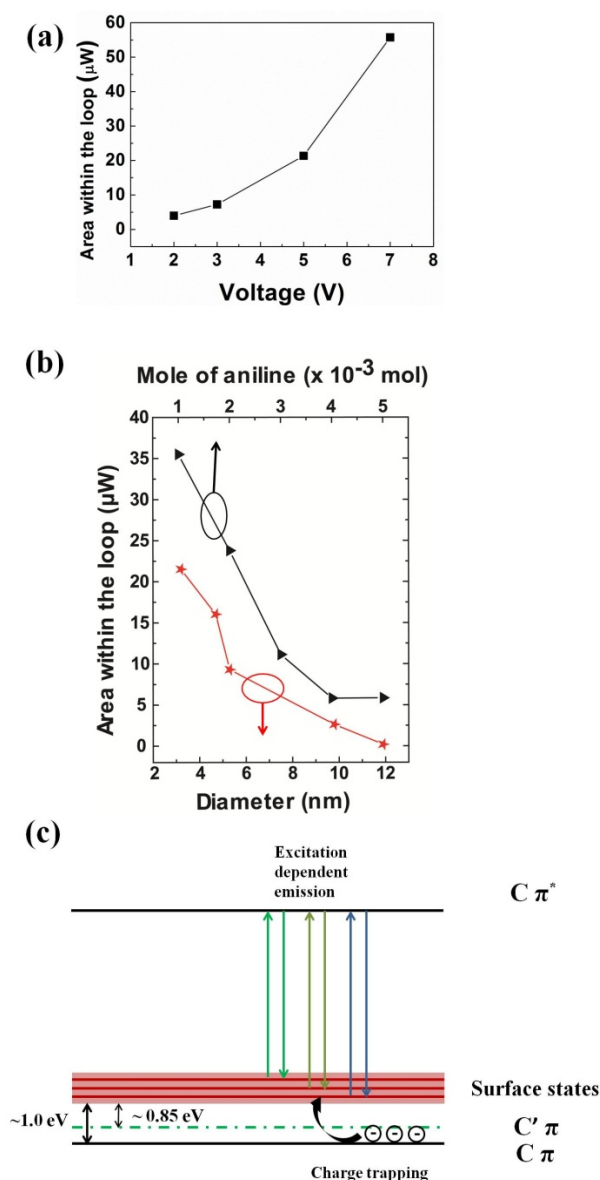 (a)
60
50
40
30
20
10
0
Area within the loop (μW)
1 2 3 4 5 6 7 8
Voltage (V)
(b)
Mole of aniline (x 10⁻³ mol)
1 2 3 4 5
40
35
30
25
20
15
10
5
0
Area within the loop (μW)
2 4 6 8 10 12
Diameter (nm)
(c)
Excitation
dependent
emission
C π*
Surface states
~1.0 eV
~ 0.85 eV
C′ π
C π
- - -
Charge trapping